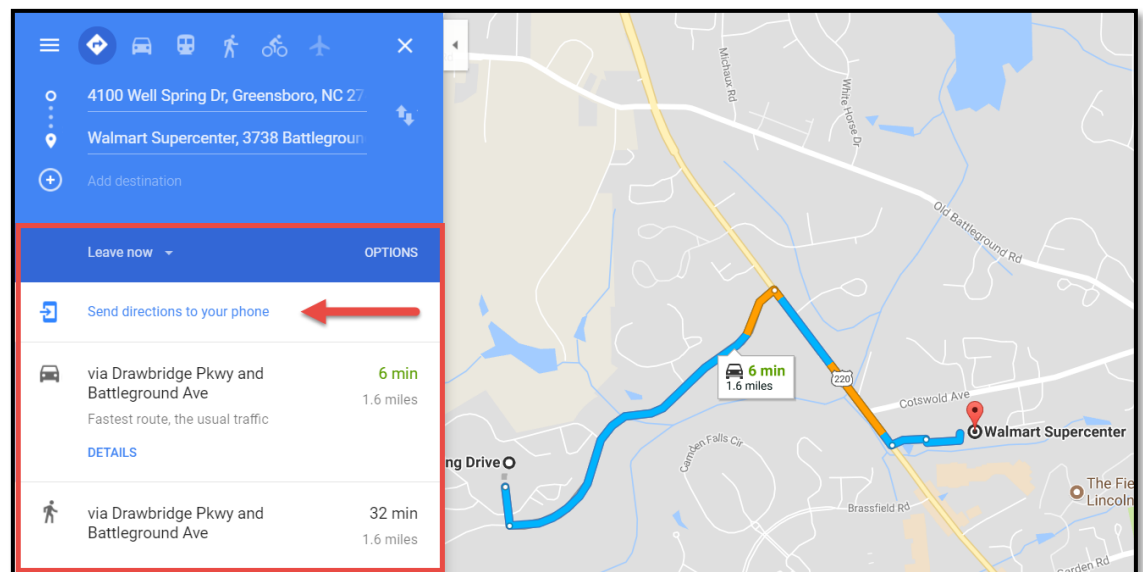 4100 Well Spring Dr, Greensboro, NC 27
Walmart Supercenter, 3738 Battlegroun
Add destination
Leave now
OPTIONS
Send directions to your phone
via Drawbridge Pkwy and
Battleground Ave
6 min
1.6 miles
Fastest route, the usual traffic
DETAILS
via Drawbridge Pkwy and
Battleground Ave
32 min
1.6 miles
Michaux Rd
White Horse Dr
Old Battleground Rd
6 min
1.6 miles
220
Cotswold Ave
Walmart Supercenter
Camden Falls Cir
ng Drive
The Fie
Lincoln
Brassfield Rd
arden Rd